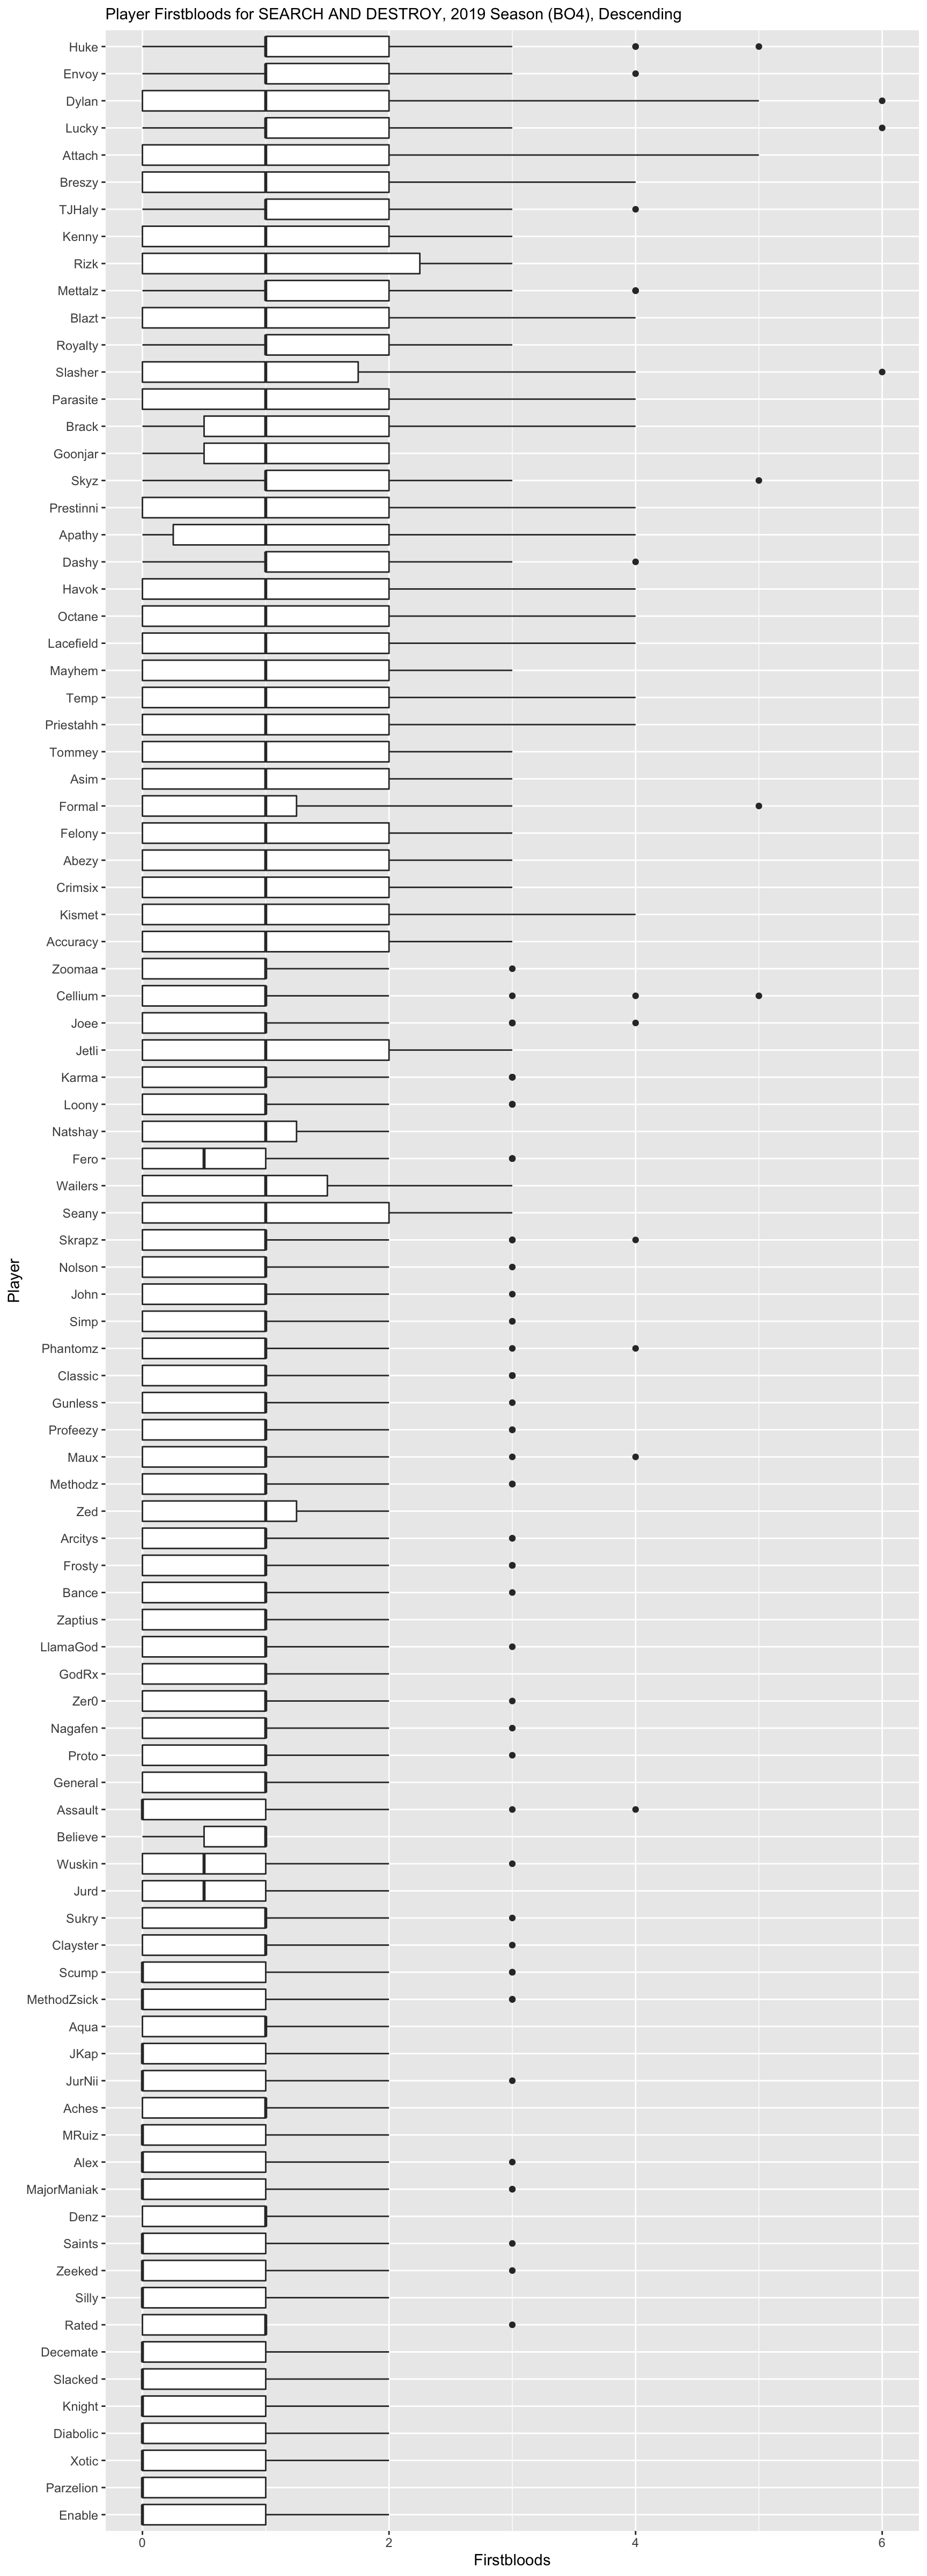 Player Firstbloods for SEARCH AND DESTROY, 2019 Season (BO4), Descending
Huke
Envoy
Dylan
Lucky
Attach
Breszy
TJHaly
Kenny
Rizk
Mettalz
Blazt
Royalty
Slasher
Parasite
Brack
Goonjar
Skyz
Prestinni
Apathy
Dashy
Havok
Octane
Lacefield
Mayhem
Temp
Priestahh
Tommey
Asim
Formal
Felony
Abezy
Crimsix
Kismet
Accuracy
Zoomaa
Cellium
Joee
Jetli
Karma
Loony
Natshay
Fero
Wailers
Seany
Skrapz
Nolson
John
Simp
Phantomz
Classic
Gunless
Profeezy
Maux
Methodz
Zed
Arcitys
Frosty
Bance
Zaptius
LlamaGod
GodRx
Zer0
Nagafen
Proto
General
Assault
Believe
Wuskin
Jurd
Sukry
Clayster
Scump
MethodZsick
Aqua
JKap
JurNii
Aches
MRuiz
Alex
MajorManiak
Denz
Saints
Zeeked
Silly
Rated
Decemate
Slacked
Knight
Diabolic
Xotic
Parzelion
Enable
Player
0 2 4 6
Firstbloods